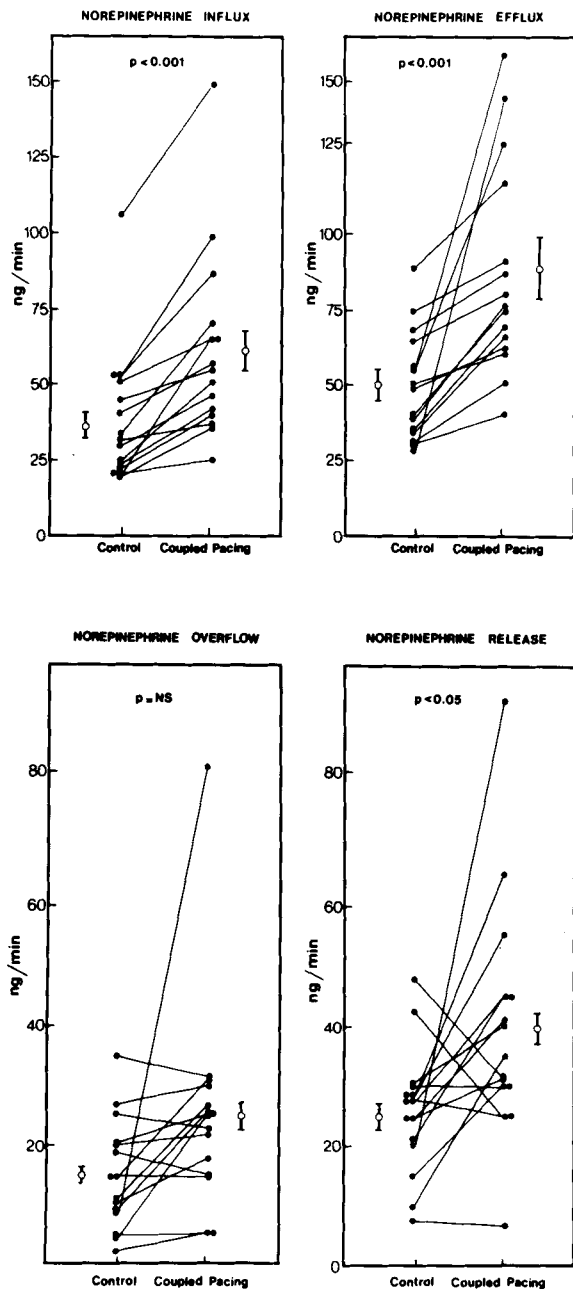 NOREPINEPHRINE INFLUX
p < 0.001
150
125
100
75
50
25
0
ng/min
Control Coupled Pacing
NOREPINEPHRINE EFFLUX
p < 0.001
150
125
100
75
50
25
0
ng/min
Control Coupled Pacing
NOREPINEPHRINE OVERFLOW
p = NS
80
60
40
20
ng/min
Control Coupled Pacing
NOREPINEPHRINE RELEASE
p < 0.05
80
60
40
20
ng/min
Control Coupled Pacing